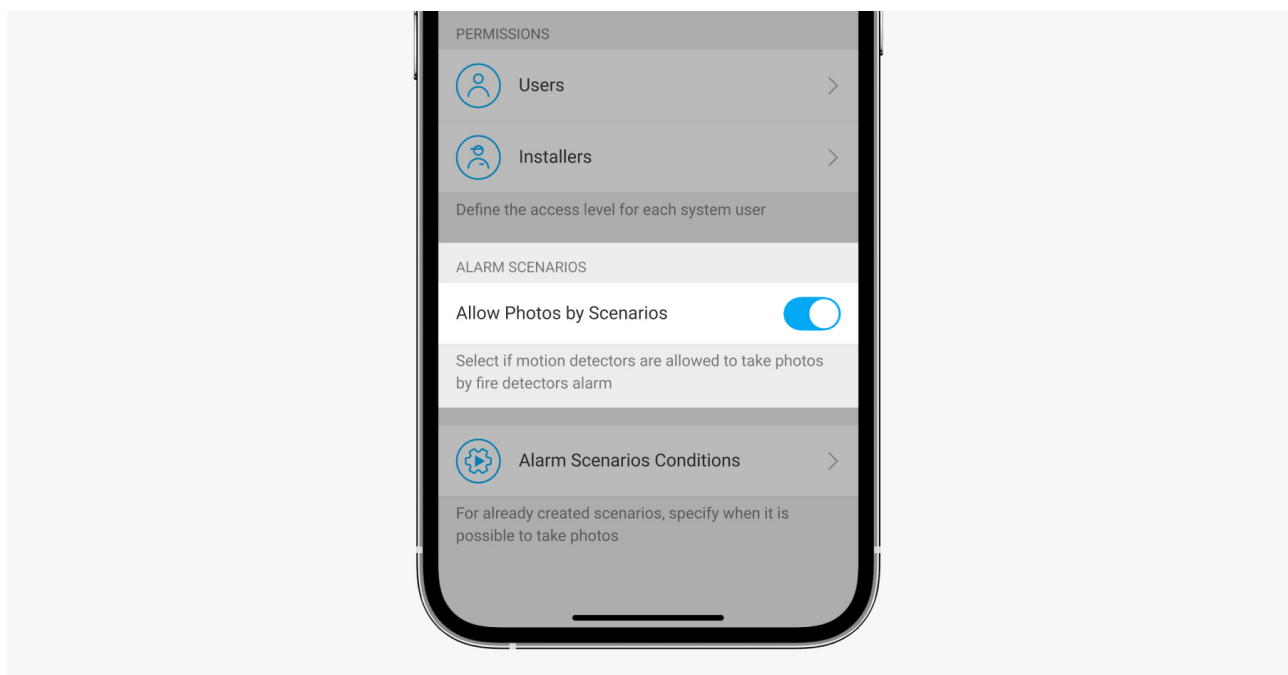 PERMISSIONS
Users
Installers
Define the access level for each system user
ALARM SCENARIOS
Allow Photos by Scenarios
Select if motion detectors are allowed to take photos
by fire detectors alarm
Alarm Scenarios Conditions
For already created scenarios, specify when it is
possible to take photos